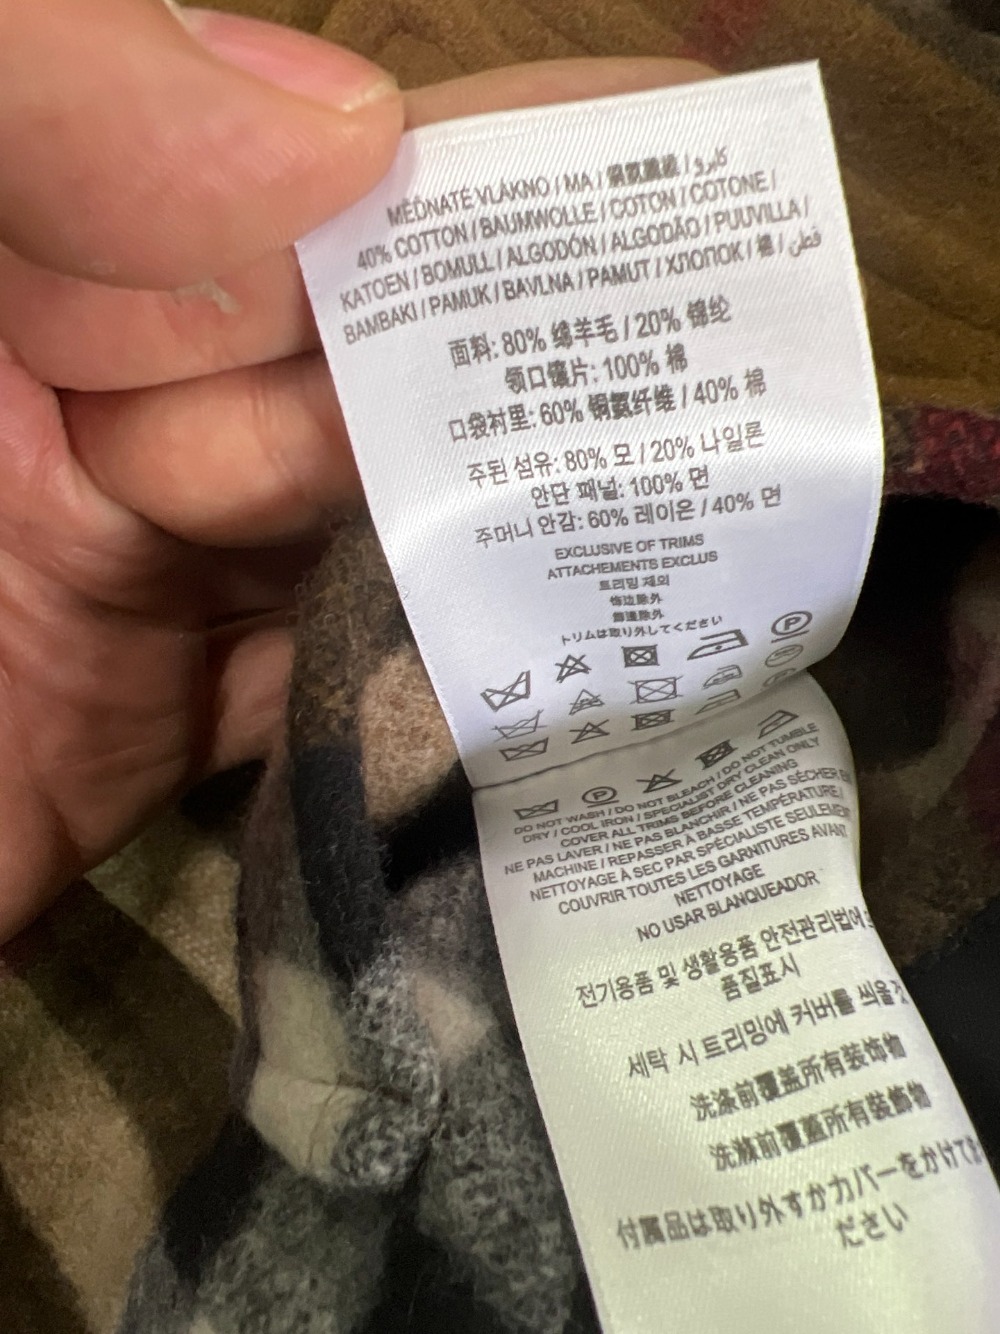 MĚDNATÉ VLÁKNO / MA / 銅氨纖維 / كابرو
40% COTTON / BAUMWOLLE / COTON / COTONE /
KATOEN / BOMULL / ALGODÓN / ALGODÃO / PUUVILLA /
BAMBAKI / PAMUK / BAVLNA / PAMUT / ХЛОПОК / 棉 / قطن
面料: 80% 绵羊毛 / 20% 锦纶
领口镶片: 100% 棉
口袋衬里: 60% 铜氨纤维 / 40% 棉
주된 섬유: 80% 모 / 20% 나일론
안단 패널: 100% 면
주머니 안감: 60% 레이온 / 40% 면
EXCLUSIVE OF TRIMS
ATTACHEMENTS EXCLUS
트리밍 제외
饰边除外
飾邊除外
トリムは取り外してください
DO NOT WASH / DO NOT BLEACH / DO NOT TUMBLE
DRY / COOL IRON / SPECIALIST DRY CLEAN ONLY
COVER ALL TRIMS BEFORE CLEANING
NE PAS LAVER / NE PAS BLANCHIR / NE PAS SÉCHER EN
MACHINE / REPASSER À BASSE TEMPÉRATURE /
NETTOYAGE À SEC PAR SPÉCIALISTE SEULEMENT
COUVRIR TOUTES LES GARNITURES AVANT
NETTOYAGE
NO USAR BLANQUEADOR
전기용품 및 생활용품 안전관리법에
품질표시
세탁 시 트리밍에 커버를 씌울것
洗涤前覆盖所有装饰物
洗滌前覆蓋所有裝飾物
付属品は取り外すかカバーをかけてく
ださい